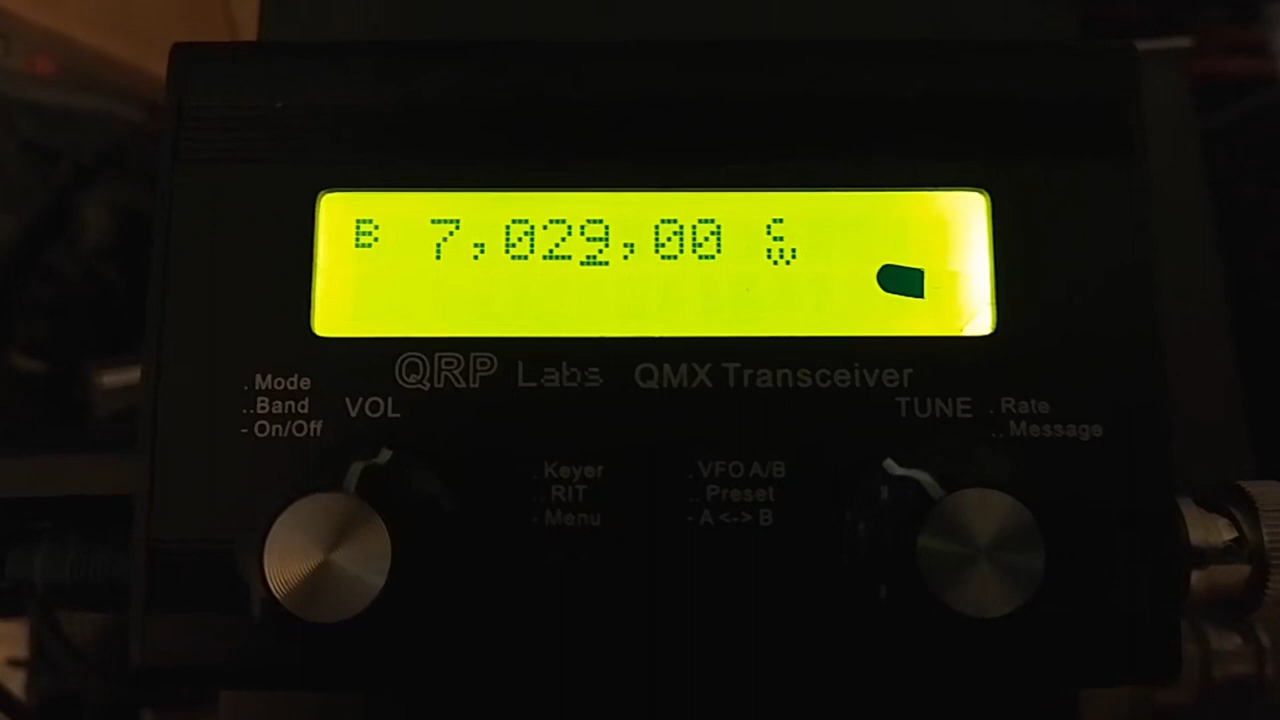 B 7,029,00 CW
QRP Labs QMX Transceiver
. Mode
..Band
- On/Off
VOL
TUNE
. Rate
.. Message
. Keyer
.. RIT
- Menu
. VFO A/B
.. Preset
- A <-> B